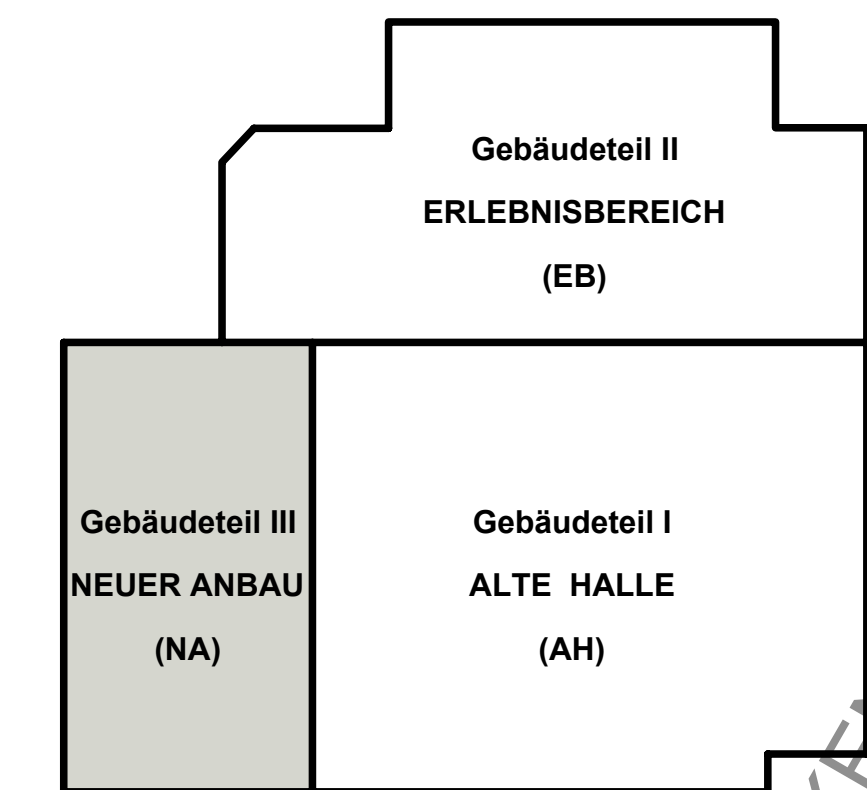 Gebäudeteil II
ERLEBNISBEREICH
(EB)
Gebäudeteil III
NEUER ANBAU
(NA)
Gebäudeteil I
ALTE HALLE
(AH)